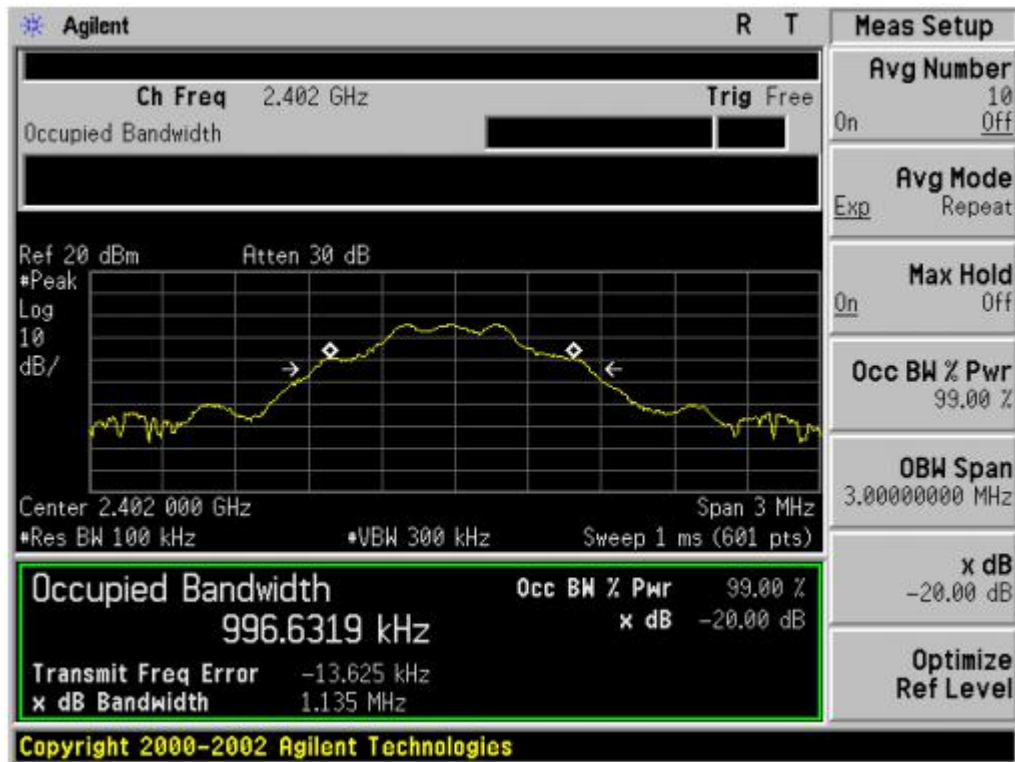 Agilent R T
Ch Freq 2.402 GHz Trig Free
Occupied Bandwidth
Ref 20 dBm Atten 30 dB
#Peak
Log
10
dB/
Center 2.402 000 GHz Span 3 MHz
#Res BW 100 kHz #VBW 300 kHz Sweep 1 ms (601 pts)
Occupied Bandwidth Occ BW % Pwr 99.00 %
996.6319 kHz x dB -20.00 dB
Transmit Freq Error -13.625 kHz
x dB Bandwidth 1.135 MHz
Copyright 2000-2002 Agilent Technologies
Meas Setup
Avg Number
10
On Off
Avg Mode
Exp Repeat
Max Hold
On Off
Occ BW % Pwr
99.00 %
OBW Span
3.00000000 MHz
x dB
-20.00 dB
Optimize
Ref Level